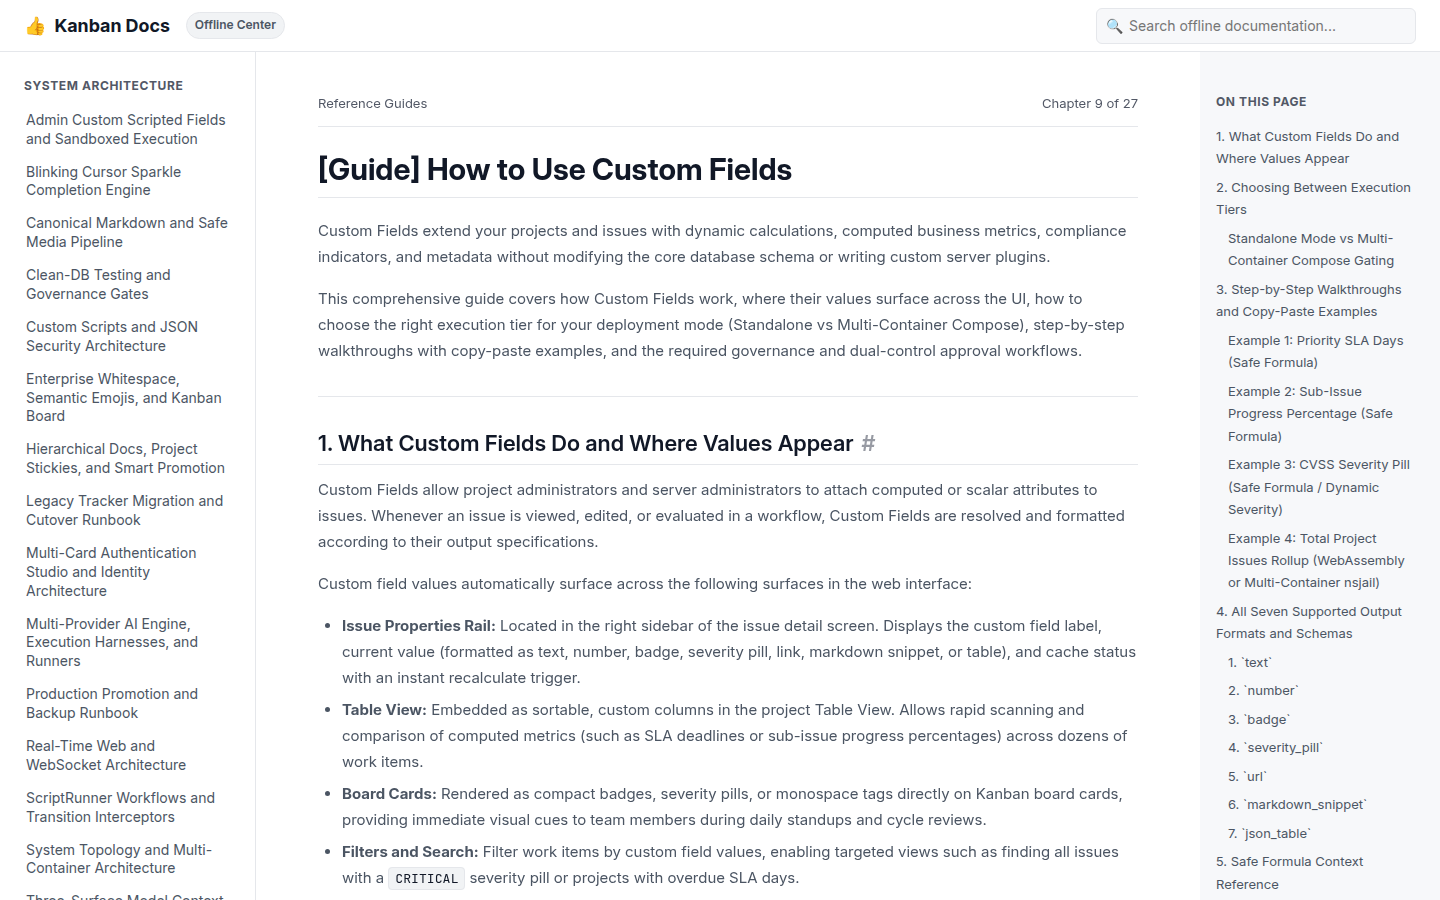 👍 Kanban Docs Offline Center
🔍 Search offline documentation...
SYSTEM ARCHITECTURE
Admin Custom Scripted Fields
and Sandboxed Execution
Blinking Cursor Sparkle
Completion Engine
Canonical Markdown and Safe
Media Pipeline
Clean-DB Testing and
Governance Gates
Custom Scripts and JSON
Security Architecture
Enterprise Whitespace,
Semantic Emojis, and Kanban
Board
Hierarchical Docs, Project
Stickies, and Smart Promotion
Legacy Tracker Migration and
Cutover Runbook
Multi-Card Authentication
Studio and Identity
Architecture
Multi-Provider AI Engine,
Execution Harnesses, and
Runners
Production Promotion and
Backup Runbook
Real-Time Web and
WebSocket Architecture
ScriptRunner Workflows and
Transition Interceptors
System Topology and Multi-
Container Architecture
Three-Surface Model Context
Reference Guides
Chapter 9 of 27
[Guide] How to Use Custom Fields
Custom Fields extend your projects and issues with dynamic calculations, computed business metrics, compliance
indicators, and metadata without modifying the core database schema or writing custom server plugins.
This comprehensive guide covers how Custom Fields work, where their values surface across the UI, how to
choose the right execution tier for your deployment mode (Standalone vs Multi-Container Compose), step-by-step
walkthroughs with copy-paste examples, and the required governance and dual-control approval workflows.
1. What Custom Fields Do and Where Values Appear #
Custom Fields allow project administrators and server administrators to attach computed or scalar attributes to
issues. Whenever an issue is viewed, edited, or evaluated in a workflow, Custom Fields are resolved and formatted
according to their output specifications.
Custom field values automatically surface across the following surfaces in the web interface:
• Issue Properties Rail: Located in the right sidebar of the issue detail screen. Displays the custom field label,
current value (formatted as text, number, badge, severity pill, link, markdown snippet, or table), and cache status
with an instant recalculate trigger.
• Table View: Embedded as sortable, custom columns in the project Table View. Allows rapid scanning and
comparison of computed metrics (such as SLA deadlines or sub-issue progress percentages) across dozens of
work items.
• Board Cards: Rendered as compact badges, severity pills, or monospace tags directly on Kanban board cards,
providing immediate visual cues to team members during daily standups and cycle reviews.
• Filters and Search: Filter work items by custom field values, enabling targeted views such as finding all issues
with a CRITICAL severity pill or projects with overdue SLA days.
ON THIS PAGE
1. What Custom Fields Do and
Where Values Appear
2. Choosing Between Execution
Tiers
Standalone Mode vs Multi-
Container Compose Gating
3. Step-by-Step Walkthroughs
and Copy-Paste Examples
Example 1: Priority SLA Days
(Safe Formula)
Example 2: Sub-Issue
Progress Percentage (Safe
Formula)
Example 3: CVSS Severity Pill
(Safe Formula / Dynamic
Severity)
Example 4: Total Project
Issues Rollup (WebAssembly
or Multi-Container nsjail)
4. All Seven Supported Output
Formats and Schemas
1. `text`
2. `number`
3. `badge`
4. `severity_pill`
5. `url`
6. `markdown_snippet`
7. `json_table`
5. Safe Formula Context
Reference